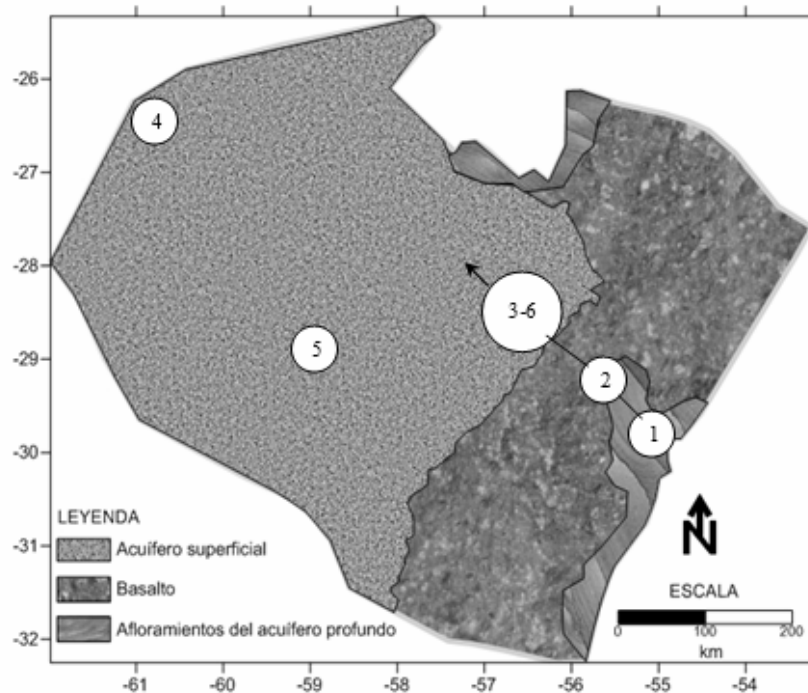 -26
-27
-28
-29
-30
-31
-32
4
3-6
5
2
1
LEYENDA
Acuífero superficial
Basalto
Afloramientos del acuífero profundo
N
ESCALA
0 100 200
km
-61 -60 -59 -58 -57 -56 -55 -54